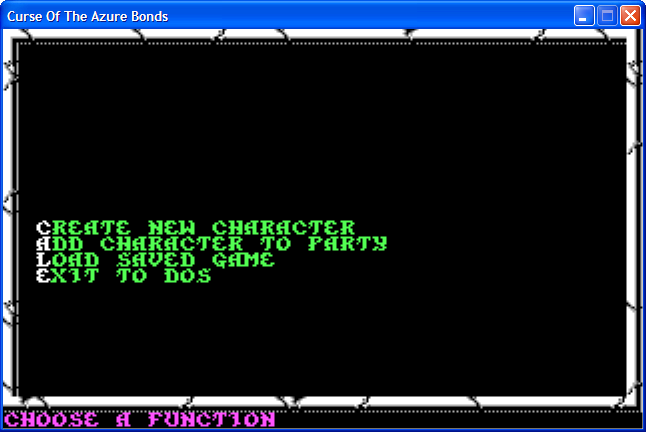 Curse Of The Azure Bonds
CREATE NEW CHARACTER
ADD CHARACTER TO PARTY
LOAD SAVED GAME
EXIT TO DOS
CHOOSE A FUNCTION